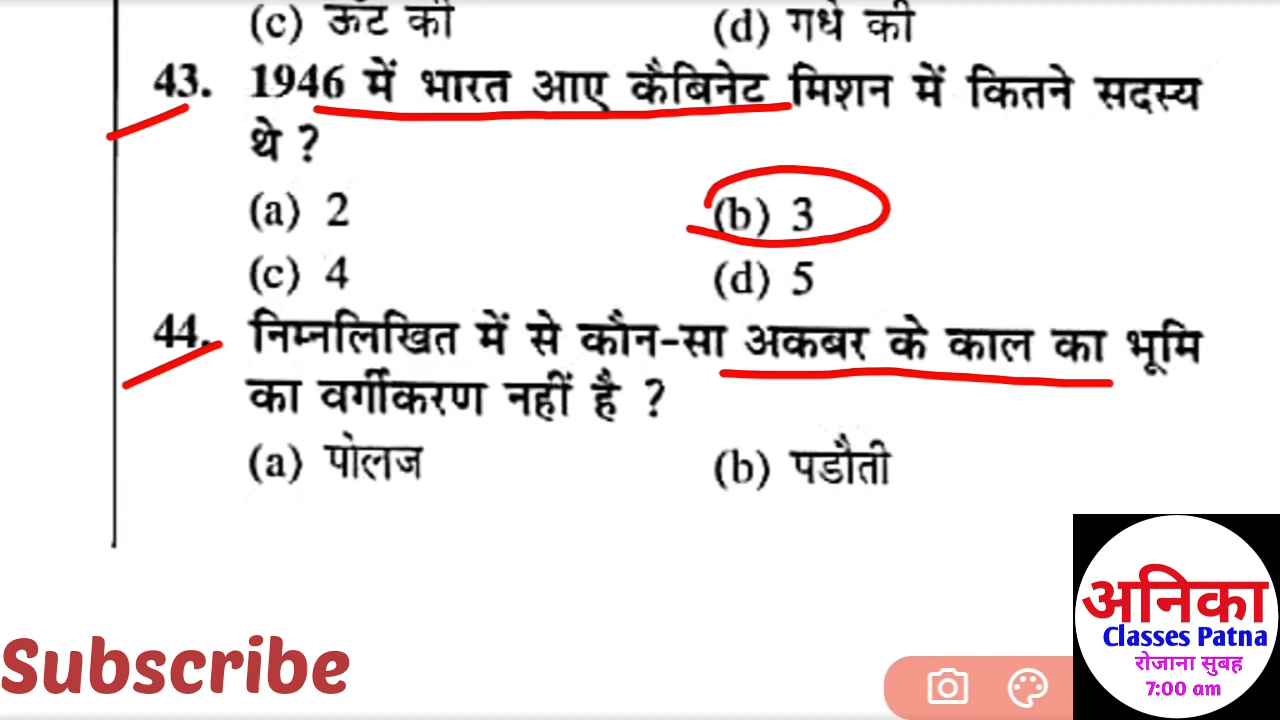 (c) ऊँट की (d) गधे की
43. 1946 में भारत आए कैबिनेट मिशन में कितने सदस्य
थे ?
(a) 2 (b) 3
(c) 4 (d) 5
44. निम्नलिखित में से कौन-सा अकबर के काल का भूमि
का वर्गीकरण नहीं है ?
(a) पोलज (b) पडौती
अनिका
Classes Patna
रोजाना सुबह
7:00 am
Subscribe